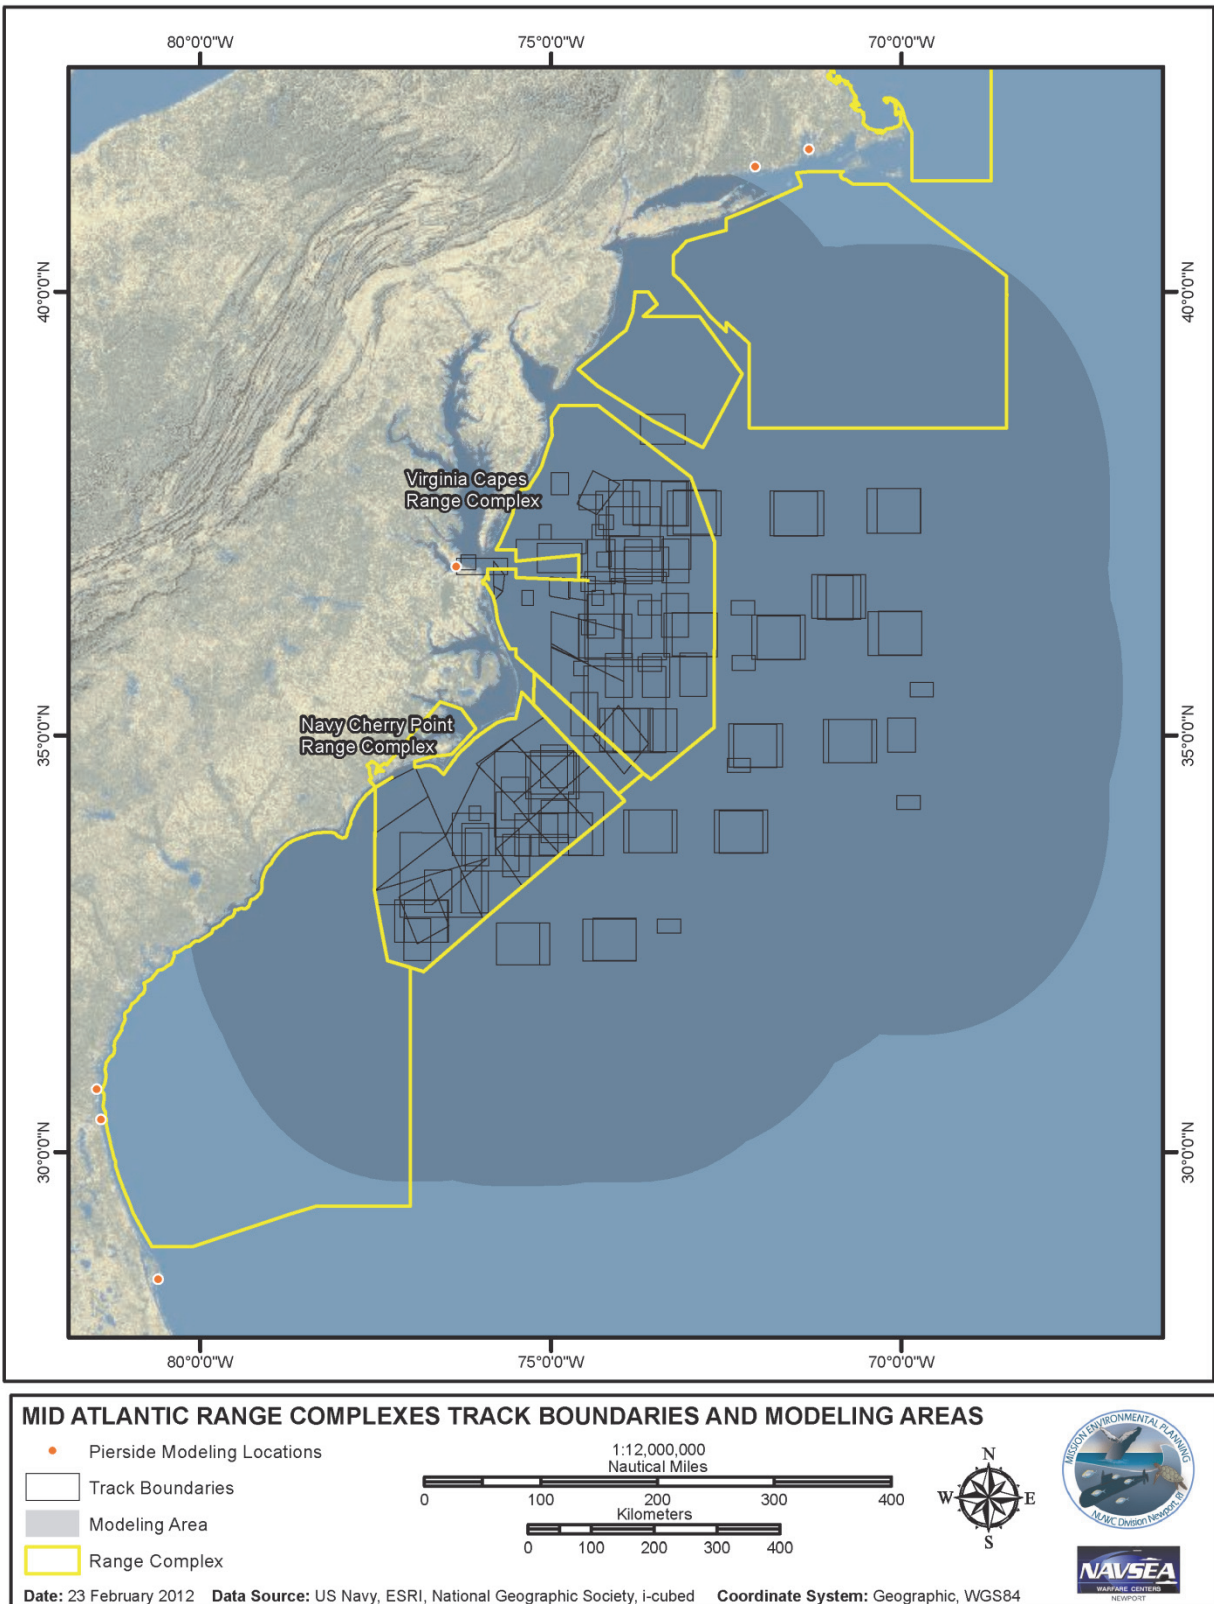 80°0'0"W 75°0'0"W 70°0'0"W
40°0'0"N 40°0'0"N
Virginia Capes
Range Complex
Navy Cherry Point
Range Complex
35°0'0"N 35°0'0"N
30°0'0"N 30°0'0"N
80°0'0"W 75°0'0"W 70°0'0"W
MID ATLANTIC RANGE COMPLEXES TRACK BOUNDARIES AND MODELING AREAS
Pierside Modeling Locations
Track Boundaries
Modeling Area
Range Complex
1:12,000,000
Nautical Miles
0 100 200 300 400
Kilometers
0 100 200 300 400
N
W E
S
MISSION ENVIRONMENTAL PLANNING
NUWC Division Newport, RI
NAVSEA
WARFARE CENTERS
NEWPORT
Date: 23 February 2012 Data Source: US Navy, ESRI, National Geographic Society, i-cubed Coordinate System: Geographic, WGS84